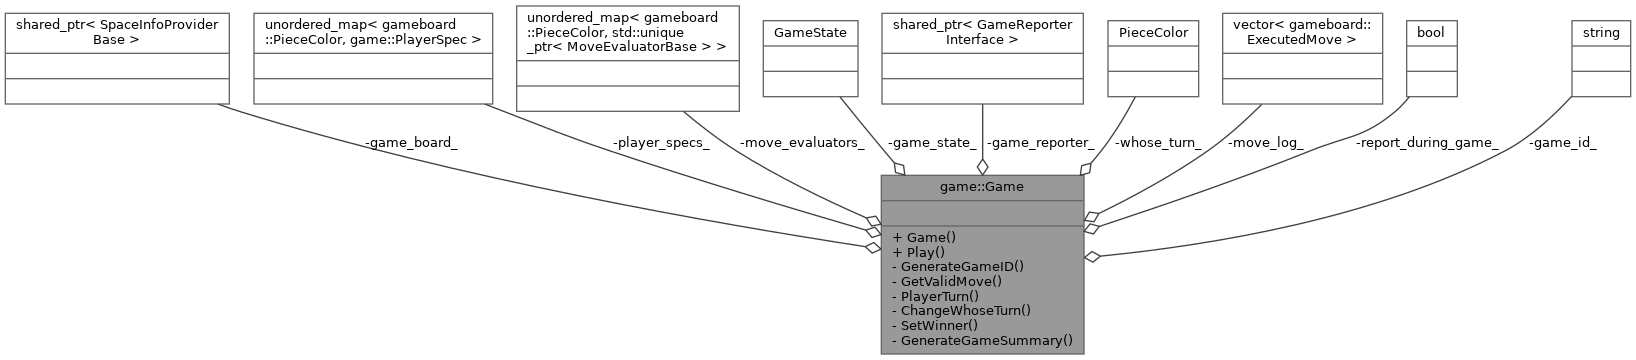 shared_ptr< SpaceInfoProvider
Base >
unordered_map< gameboard
::PieceColor, game::PlayerSpec >
unordered_map< gameboard
::PieceColor, std::unique
_ptr< MoveEvaluatorBase > >
GameState
shared_ptr< GameReporter
Interface >
PieceColor
vector< gameboard::
ExecutedMove >
bool
string
-game_board_
-player_specs_
-move_evaluators_
-game_state_
-game_reporter_
-whose_turn_
-move_log_
-report_during_game_
-game_id_
game::Game
+ Game()
+ Play()
- GenerateGameID()
- GetValidMove()
- PlayerTurn()
- ChangeWhoseTurn()
- SetWinner()
- GenerateGameSummary()